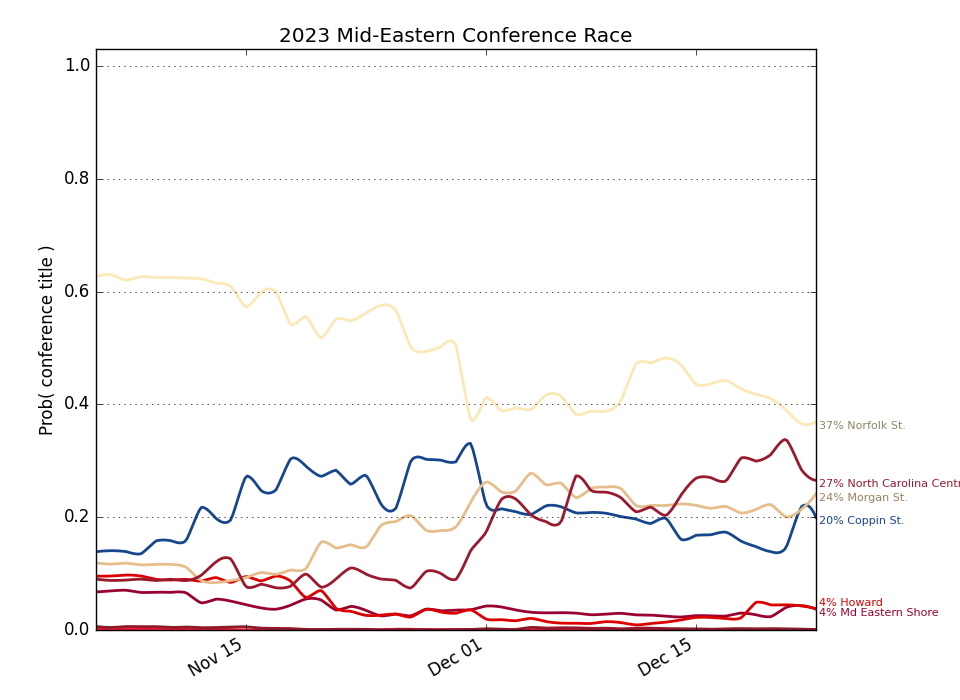 2023 Mid-Eastern Conference Race
Prob( conference title )
1.0
0.8
0.6
0.4
0.2
0.0
Nov 15
Dec 01
Dec 15
37% Norfolk St.
27% North Carolina Centr
24% Morgan St.
20% Coppin St.
4% Howard
4% Md Eastern Shore